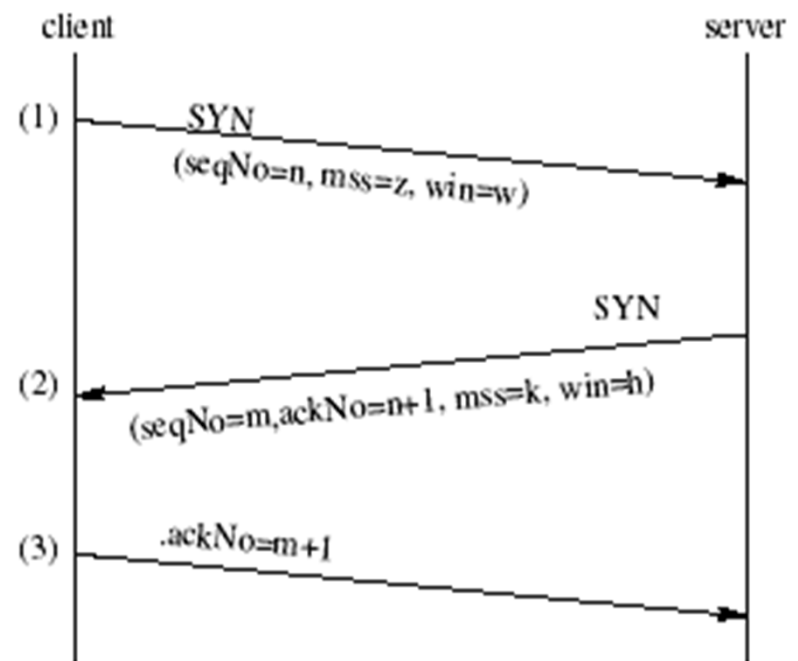 client
server
(1)
SYN
(seqNo=n, mss=z, win=w)
SYN
(2)
(seqNo=m,ackNo=n+1, mss=k, win=h)
(3)
.ackNo=m+1